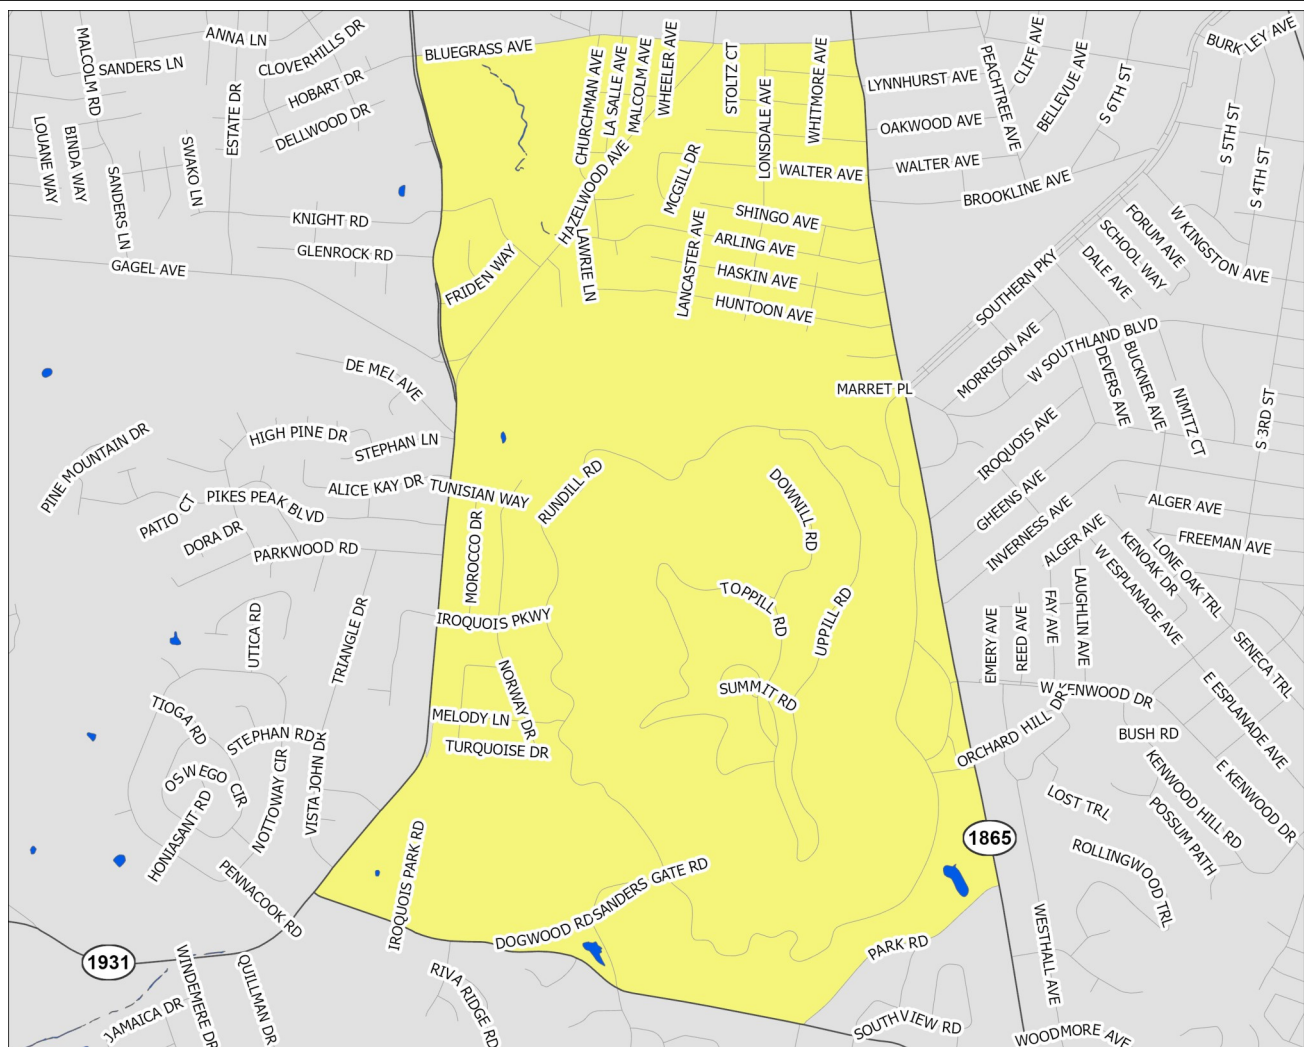 MALCOLM RD
SANDERS LN
ANNA LN
CLOVERHILLS DR
HOBART DR
DELLWOOD DR
ESTATE DR
LOUANE WAY
BINDA WAY
SANDERS LN
SWAKO LN
KNIGHT RD
GLENROCK RD
GAGEL AVE
BLUEGRASS AVE
CHURCHMAN AVE
LA SALLE AVE
MALCOLM AVE
WHEELER AVE
STOLTZ CT
LONSDALE AVE
WHITMORE AVE
WALTER AVE
HAZELWOOD AVE
MCGILL DR
SHINGO AVE
ARLING AVE
HASKIN AVE
HUNTOON AVE
LANCASTER AVE
LAWRIE LN
FRIDEN WAY
LYNNHURST AVE
OAKWOOD AVE
WALTER AVE
PEACHTREE AVE
CLIFF AVE
BELLEVUE AVE
S 6TH ST
BURKLEY AVE
S 5TH ST
S 4TH ST
BROOKLINE AVE
W KINGSTON AVE
FORUM AVE
SCHOOL WAY
DALE AVE
SOUTHERN PKY
MORRISON AVE
W SOUTHLAND BLVD
DEVERS AVE
BUCKNER AVE
NIMITZ CT
S 3RD ST
MARRET PL
IROQUOIS AVE
GHEENS AVE
INVERNESS AVE
ALGER AVE
ALGER AVE
FREEMAN AVE
KENOAK DR
LONE OAK TRL
W ESPLANADE AVE
LAUGHLIN AVE
FAY AVE
REED AVE
EMERY AVE
SENECA TRL
E ESPLANADE AVE
W KENWOOD DR
ORCHARD HILL DR
BUSH RD
E KENWOOD DR
KENWOOD HILL RD
POSSUM PATH
LOST TRL
ROLLINGWOOD TRL
1865
WESTHALL AVE
WOODMORE AVE
SOUTHVIEW RD
PARK RD
DE MEL AVE
HIGH PINE DR
STEPHAN LN
PINE MOUNTAIN DR
ALICE KAY DR
TUNISIAN WAY
PIKES PEAK BLVD
PATIO CT
DORA DR
PARKWOOD RD
MOROCCO DR
RUNDILL RD
DOWNILL RD
TOPPILL RD
UPPILL RD
SUMMIT RD
IROQUOIS PKWY
NORWAY DR
MELODY LN
TURQUOISE DR
UTICA RD
TRIANGLE DR
TIOGA RD
STEPHAN RD
OSWEGO CIR
NOTTOWAY CIR
VISTA JOHN DR
HONIASANT RD
PENNACOOK RD
IROQUOIS PARK RD
DOGWOOD RD
SANDERS GATE RD
1931
WINDEMERE DR
QUILLMAN DR
JAMAICA DR
RIVA RIDGE RD